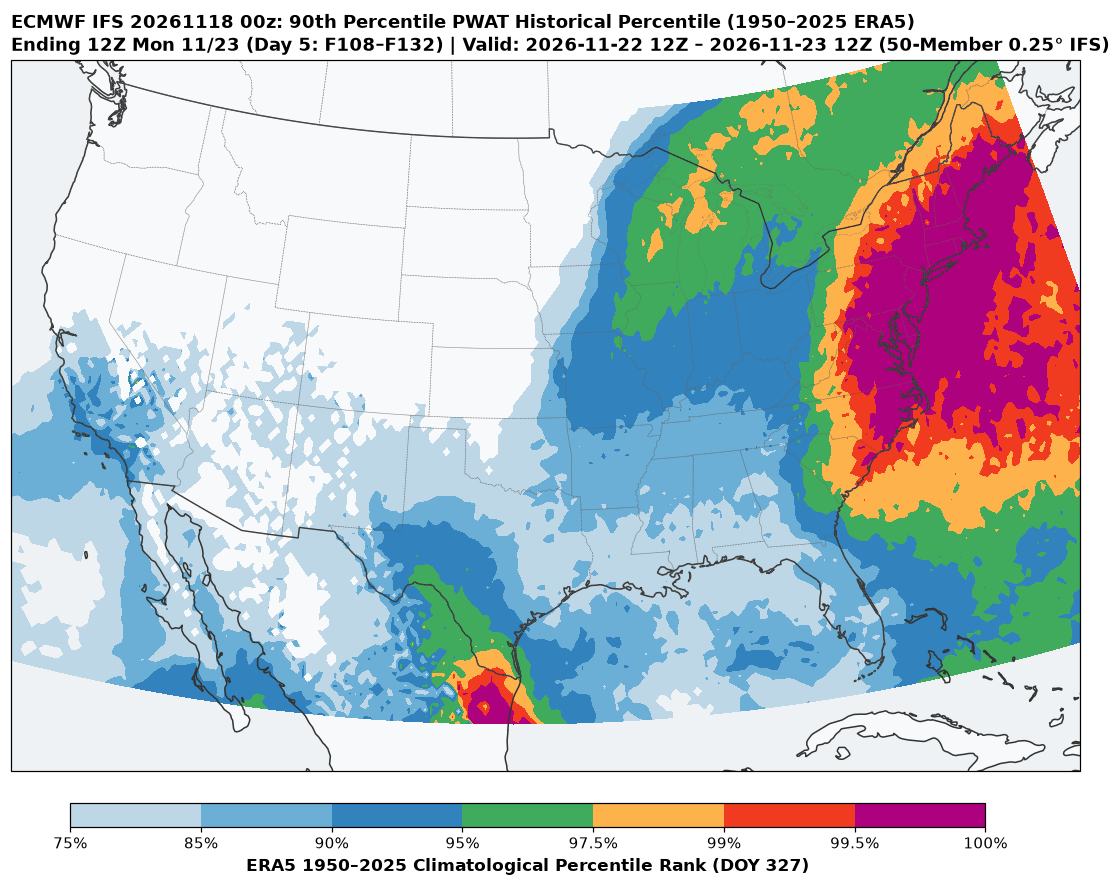 ECMWF IFS 20261118 00z: 90th Percentile PWAT Historical Percentile (1950–2025 ERA5)
Ending 12Z Mon 11/23 (Day 5: F108–F132) | Valid: 2026-11-22 12Z – 2026-11-23 12Z (50-Member 0.25° IFS)
75% 85% 90% 95% 97.5% 99% 99.5% 100%
ERA5 1950–2025 Climatological Percentile Rank (DOY 327)